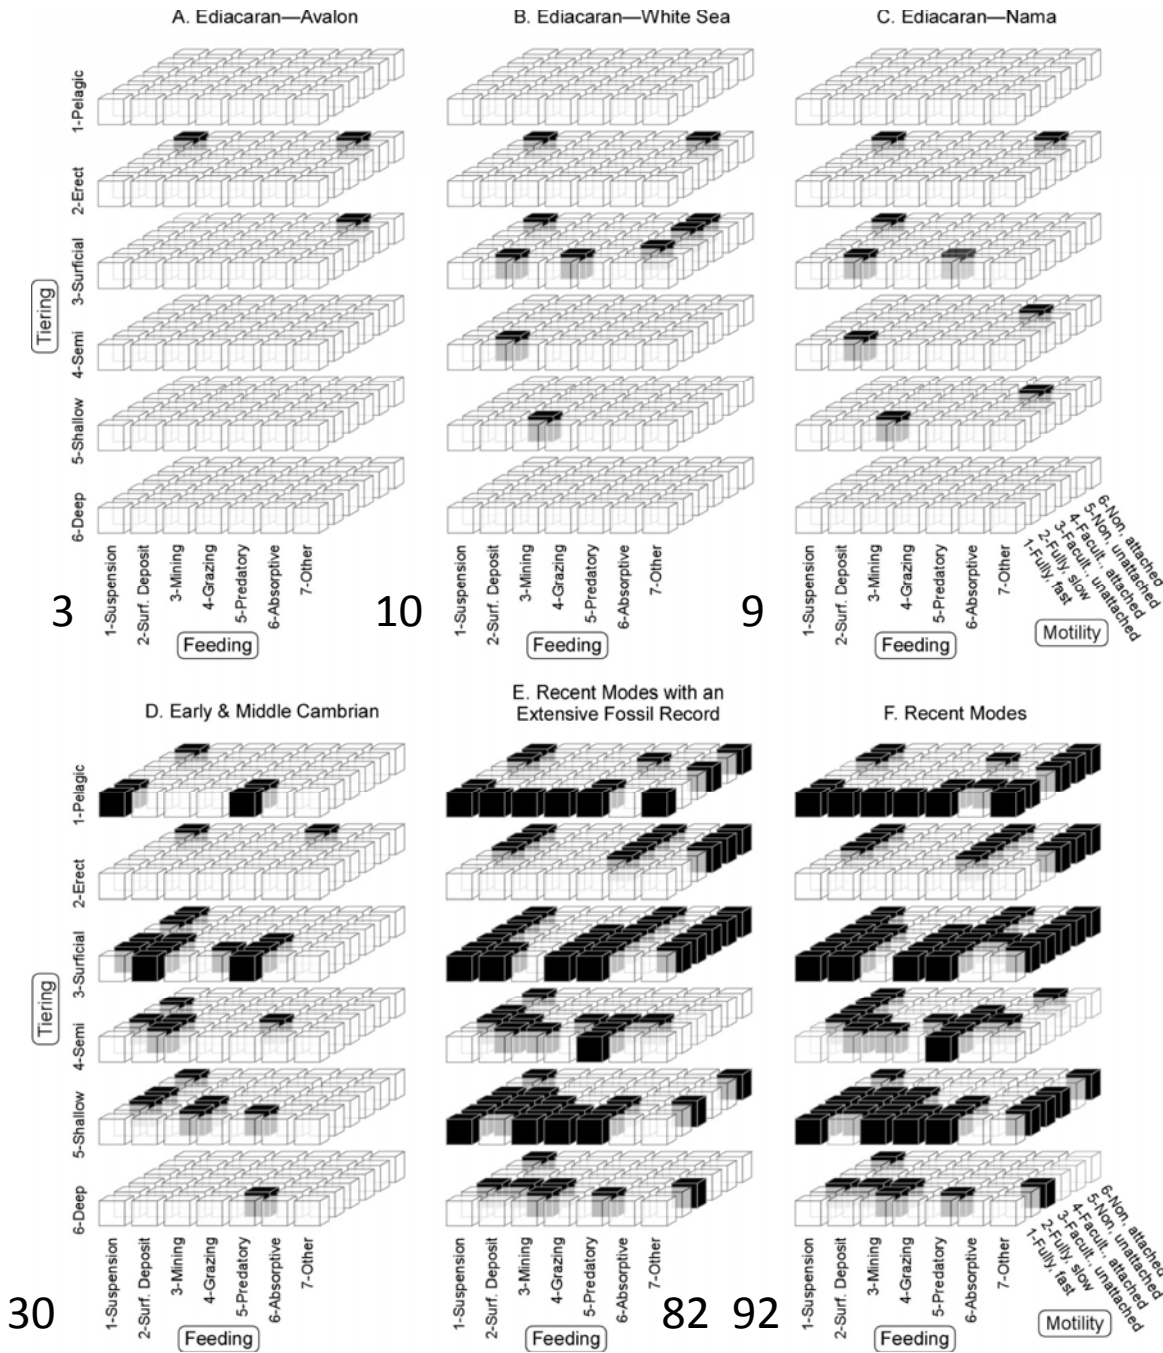 A. Ediacaran—Avalon
B. Ediacaran—White Sea
C. Ediacaran—Nama
Tiering
1-Pelagic
2-Erect
3-Surficial
4-Semi
5-Shallow
6-Deep
1-Suspension
2-Surf. Deposit
3-Mining
4-Grazing
5-Predatory
6-Absorptive
7-Other
Feeding
3
1-Suspension
2-Surf. Deposit
3-Mining
4-Grazing
5-Predatory
6-Absorptive
7-Other
Feeding
10
1-Suspension
2-Surf. Deposit
3-Mining
4-Grazing
5-Predatory
6-Absorptive
7-Other
Feeding
9
6-Non, attached
5-Non, unattached
4-Facult., attached
3-Facult., unattached
2-Fully, slow
1-Fully, fast
Motility
D. Early & Middle Cambrian
E. Recent Modes with an
Extensive Fossil Record
F. Recent Modes
Tiering
1-Pelagic
2-Erect
3-Surficial
4-Semi
5-Shallow
6-Deep
1-Suspension
2-Surf. Deposit
3-Mining
4-Grazing
5-Predatory
6-Absorptive
7-Other
Feeding
30
1-Suspension
2-Surf. Deposit
3-Mining
4-Grazing
5-Predatory
6-Absorptive
7-Other
Feeding
82
1-Suspension
2-Surf. Deposit
3-Mining
4-Grazing
5-Predatory
6-Absorptive
7-Other
Feeding
92
6-Non, attached
5-Non, unattached
4-Facult., attached
3-Facult., unattached
2-Fully, slow
1-Fully, fast
Motility